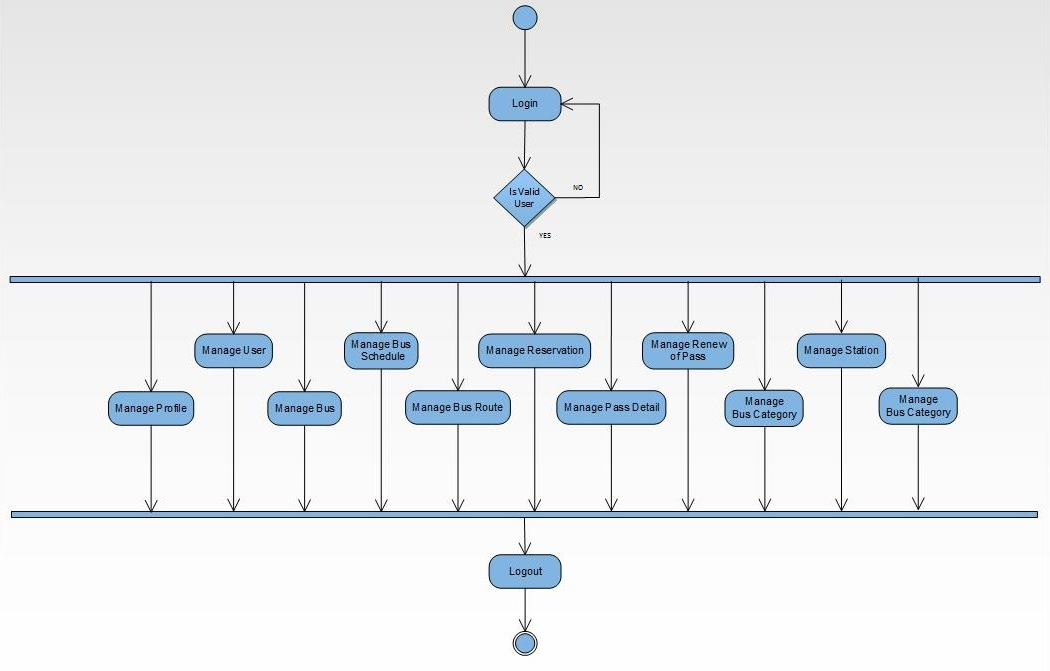 Login
Is Valid
User
NO
YES
Manage User
Manage Bus
Schedule
Manage Reservation
Manage Renew
of Pass
Manage Station
Manage Profile
Manage Bus
Manage Bus Route
Manage Pass Detail
Manage
Bus Category
Manage
Bus Category
Logout